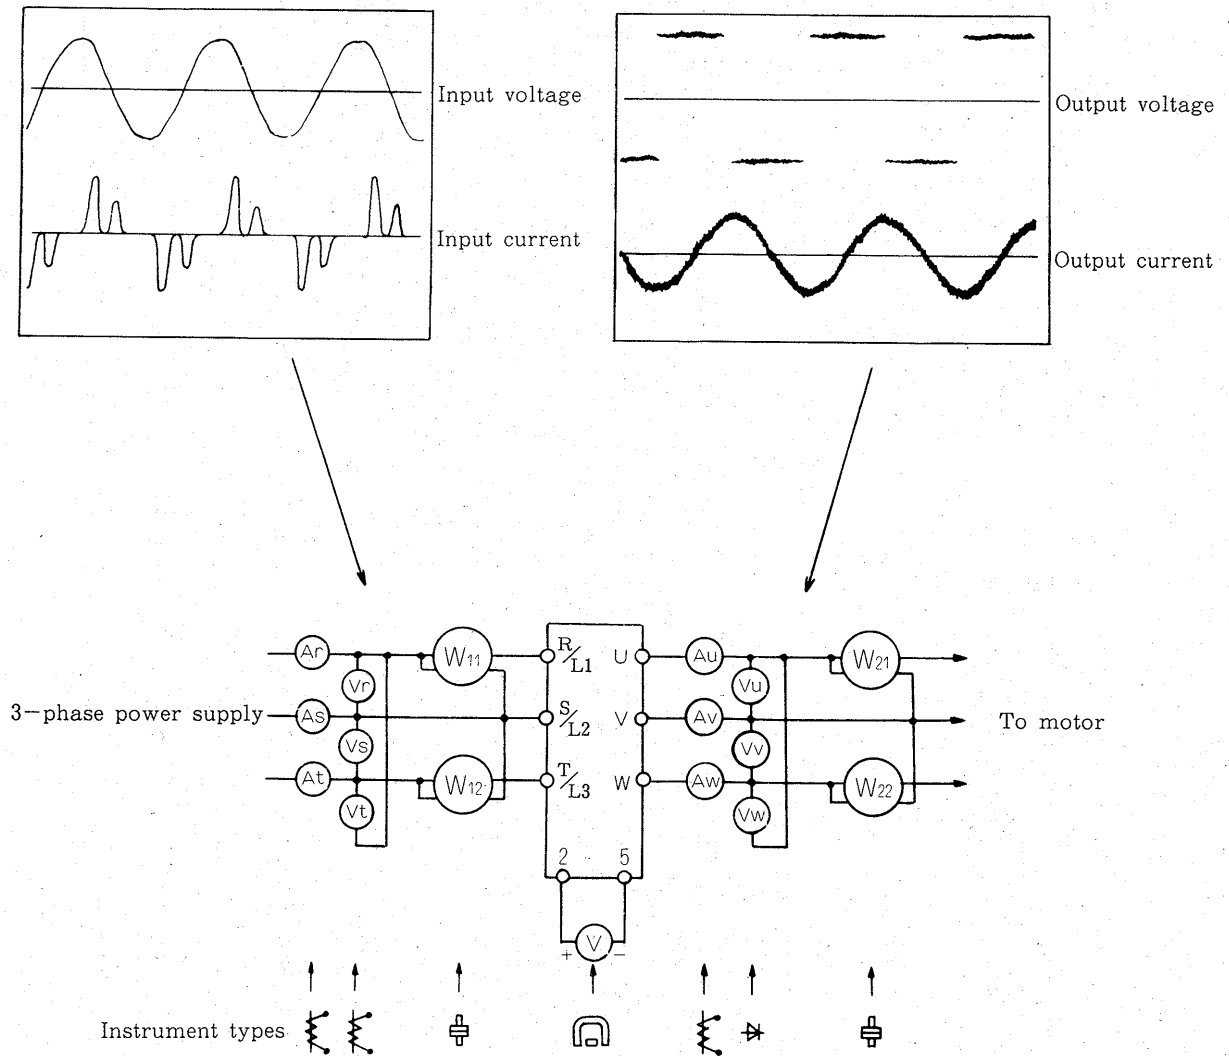 Input voltage
Input current
Output voltage
Output current
3-phase power supply
Ar
As
At
Vr
Vs
Vt
W11
W12
R/L1
S/L2
T/L3
U
V
W
2
5
+
V
-
Au
Av
Aw
Vu
Vv
Vw
W21
W22
To motor
Instrument types